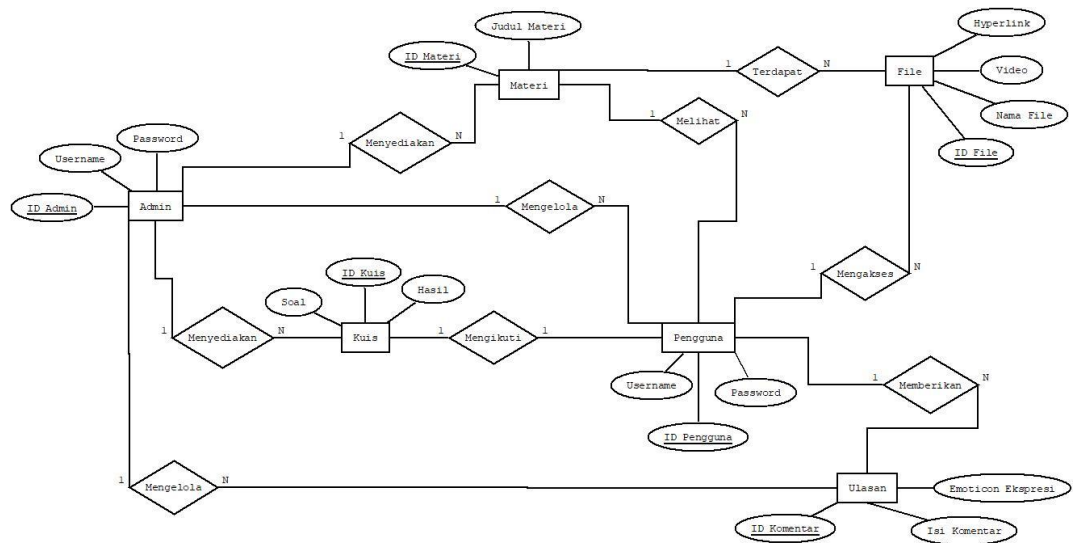 Hyperlink
Judul Materi
ID Materi
Materi
1
Terdapat
N
File
Video
Nama File
ID File
1
Melihat
N
1
Menyediakan
N
Password
Username
ID Admin
Admin
1
Mengelola
N
1
Mengakses
N
ID Kuis
Soal
Hasil
1
Menyediakan
N
Kuis
1
Mengikuti
1
Pengguna
Username
Password
ID Pengguna
1
Memberikan
N
1
Mengelola
N
Ulasan
Emoticon Ekspresi
ID Komentar
Isi Komentar